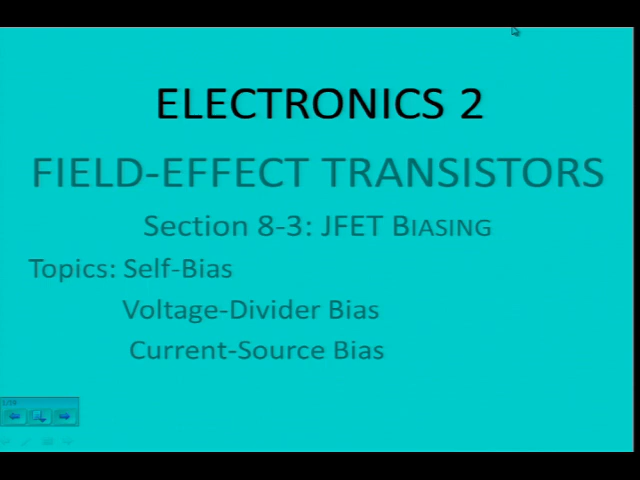 ELECTRONICS 2
FIELD-EFFECT TRANSISTORS
Section 8-3: JFET BIASING
Topics: Self-Bias
Voltage-Divider Bias
Current-Source Bias